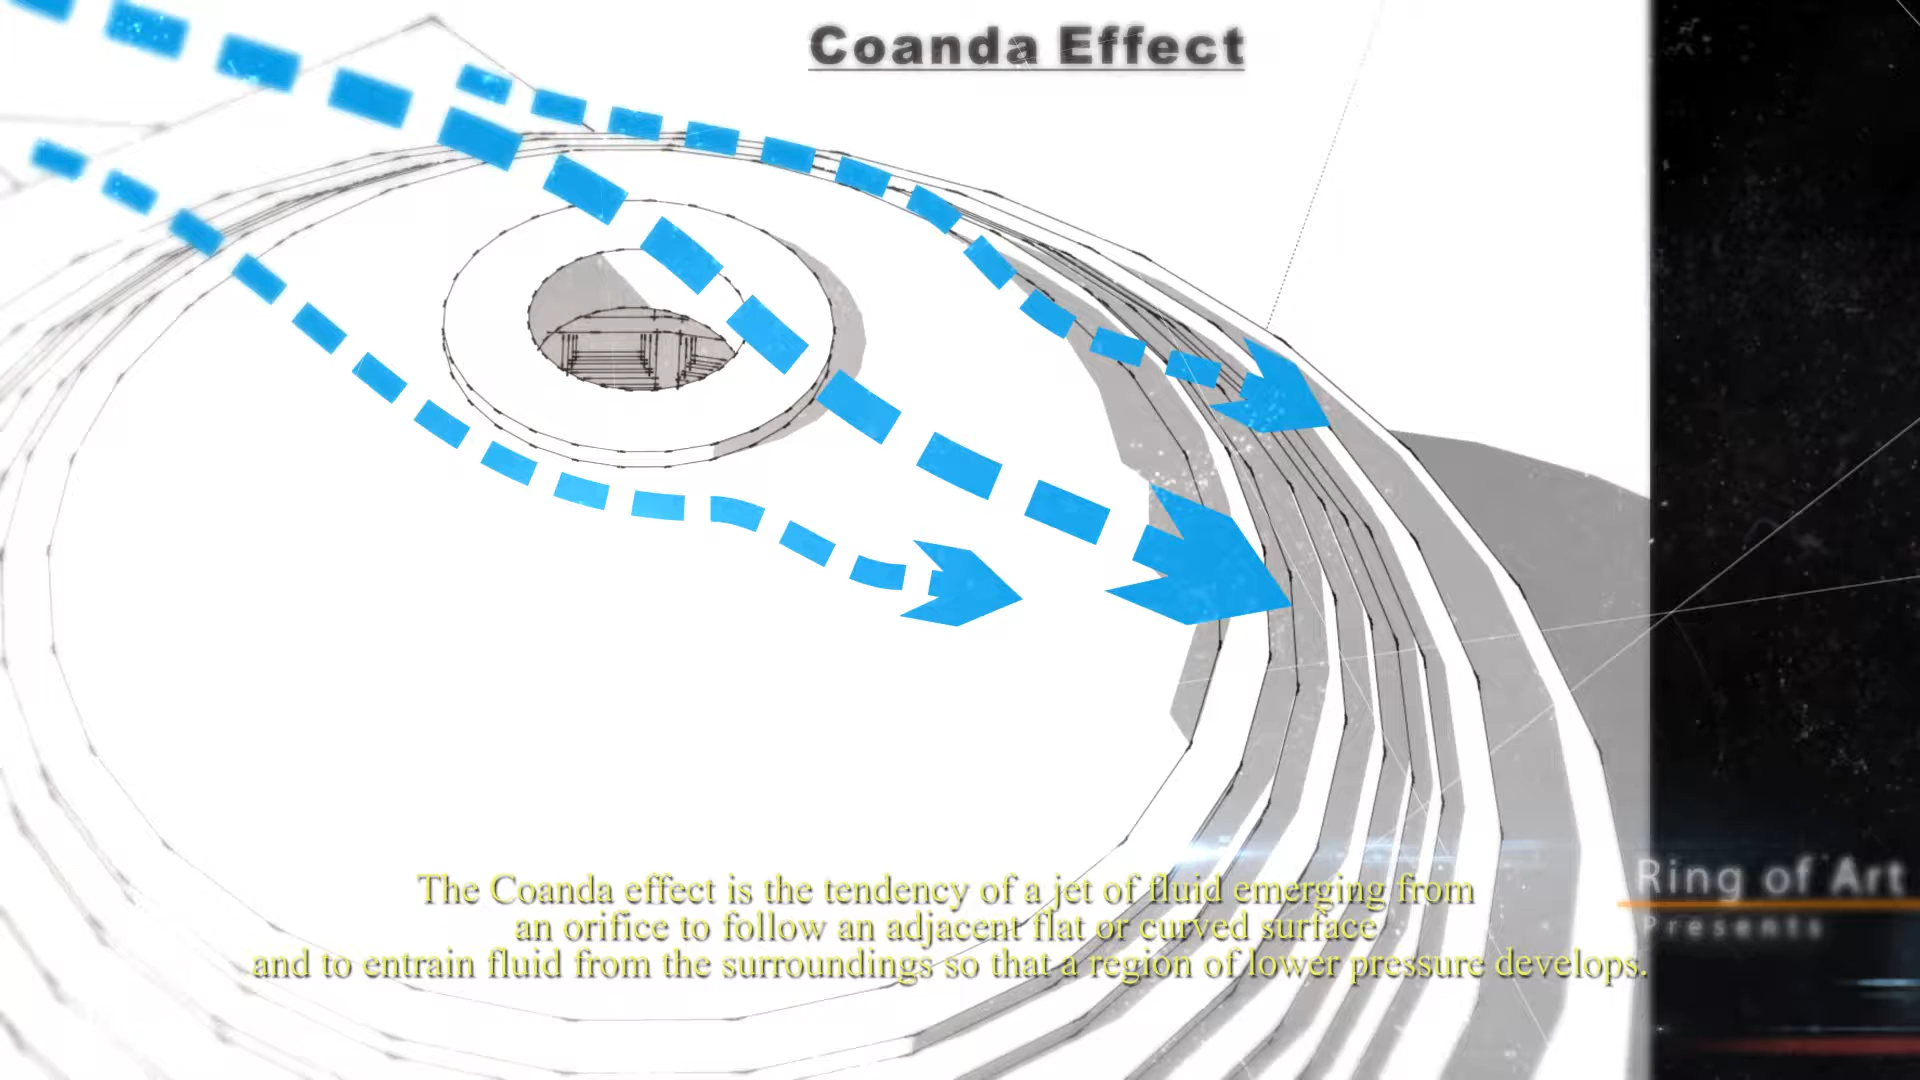 Coanda Effect
The Coanda effect is the tendency of a jet of fluid emerging from
an orifice to follow an adjacent flat or curved surface
and to entrain fluid from the surroundings so that a region of lower pressure develops.
Ring of Art
Presents